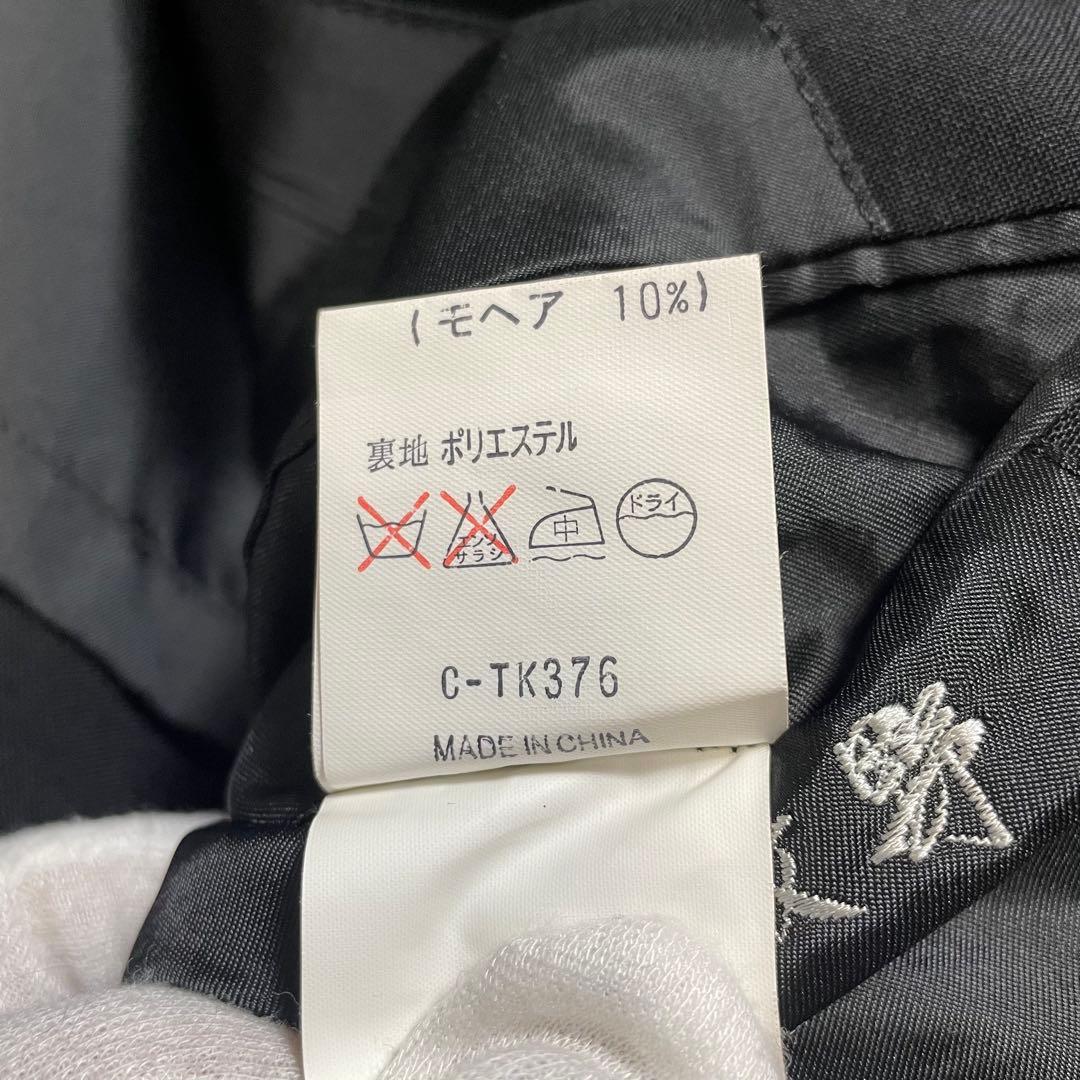 (モヘア 10%)
裏地 ポリエステル
エンソ
サラシ
中
ドライ
C-TK376
MADE IN CHINA